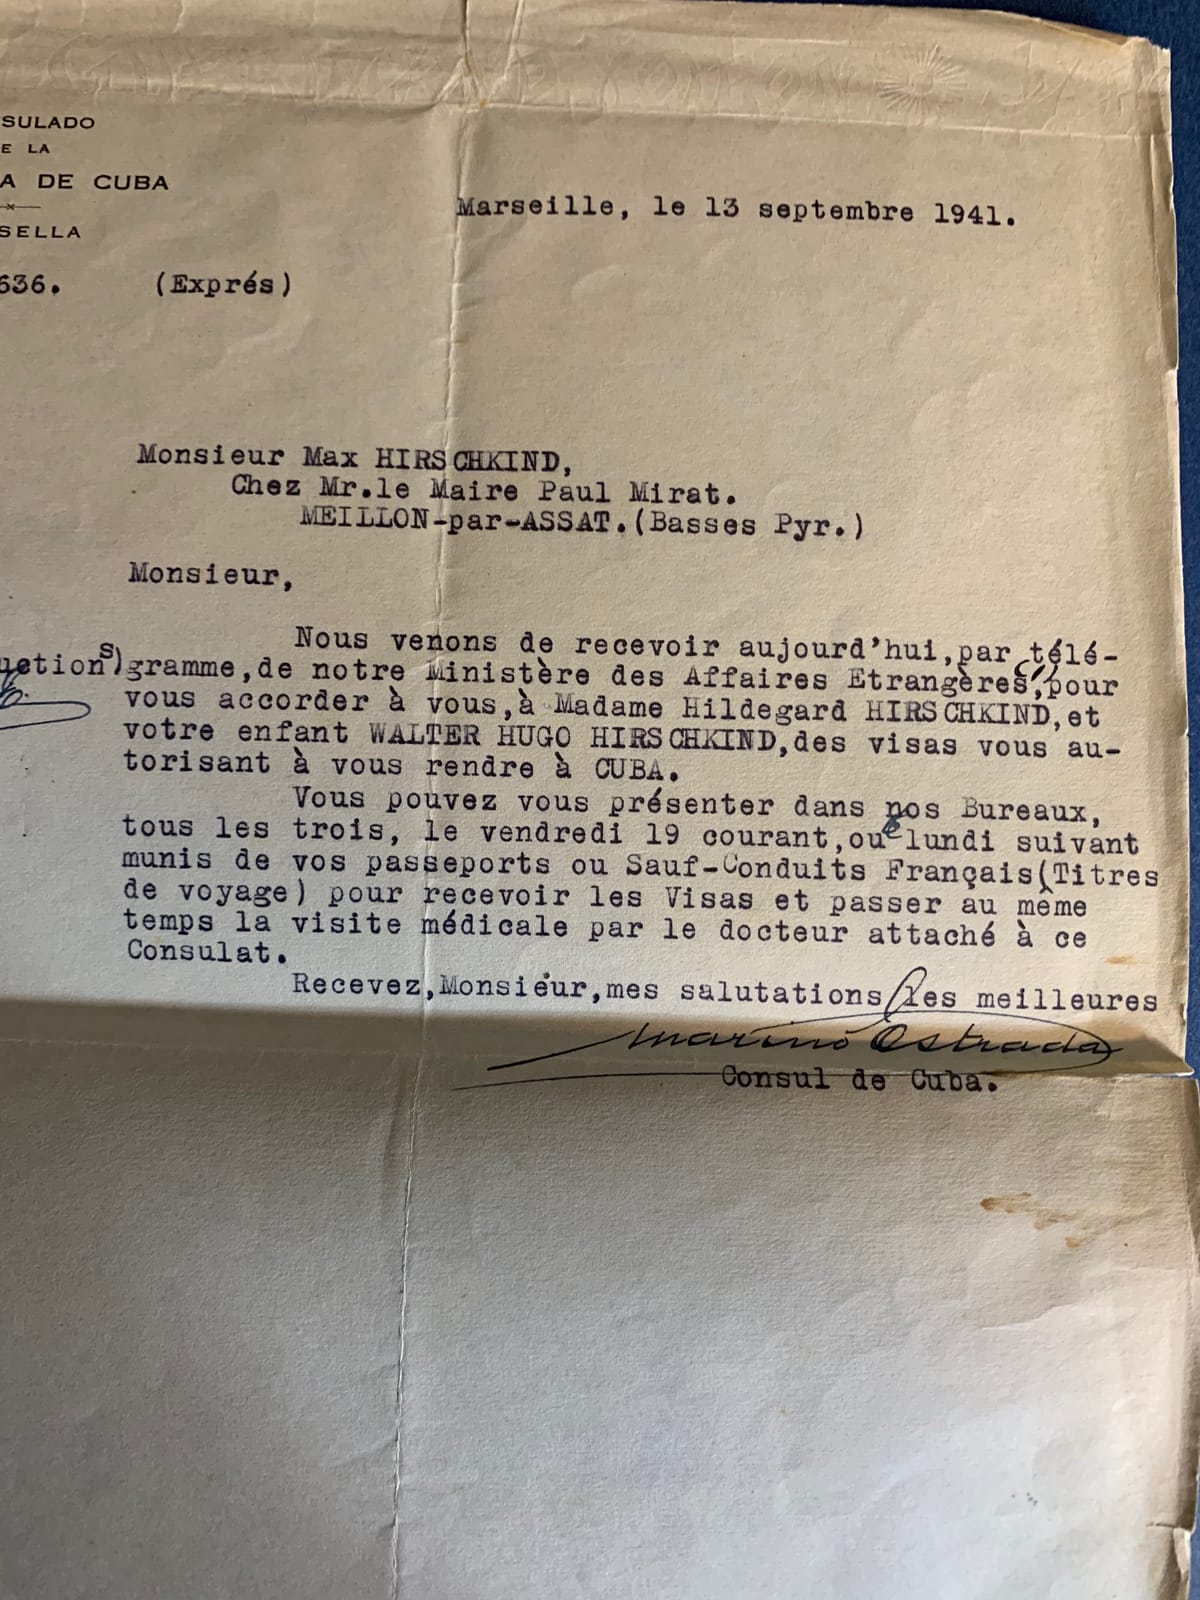 SULADO
E LA
A DE CUBA
SELLA
Marseille, le 13 septembre 1941.
636. (Exprés)
Monsieur Max HIRSCHKIND,
Chez Mr.le Maire Paul Mirat.
MEILLON-par-ASSAT.(Basses Pyr.)
Monsieur,
Nous venons de recevoir aujourd'hui,par télé-
uctions) gramme,de notre Ministère des Affaires Etrangères,pour
vous accorder à vous,à Madame Hildegard HIRSCHKIND,et
votre enfant WALTER HUGO HIRSCHKIND,des visas vous au-
torisant à vous rendre à CUBA.
Vous pouvez vous présenter dans nos Bureaux,
tous les trois, le vendredi 19 courant,ou le lundi suivant
munis de vos passeports ou Sauf-Conduits Français(Titres
de voyage) pour recevoir les Visas et passer au même
temps la visite médicale par le docteur attaché à ce
Consulat.
Recevez,Monsieur,mes salutations les meilleures
Marino Estrada
Consul de Cuba.